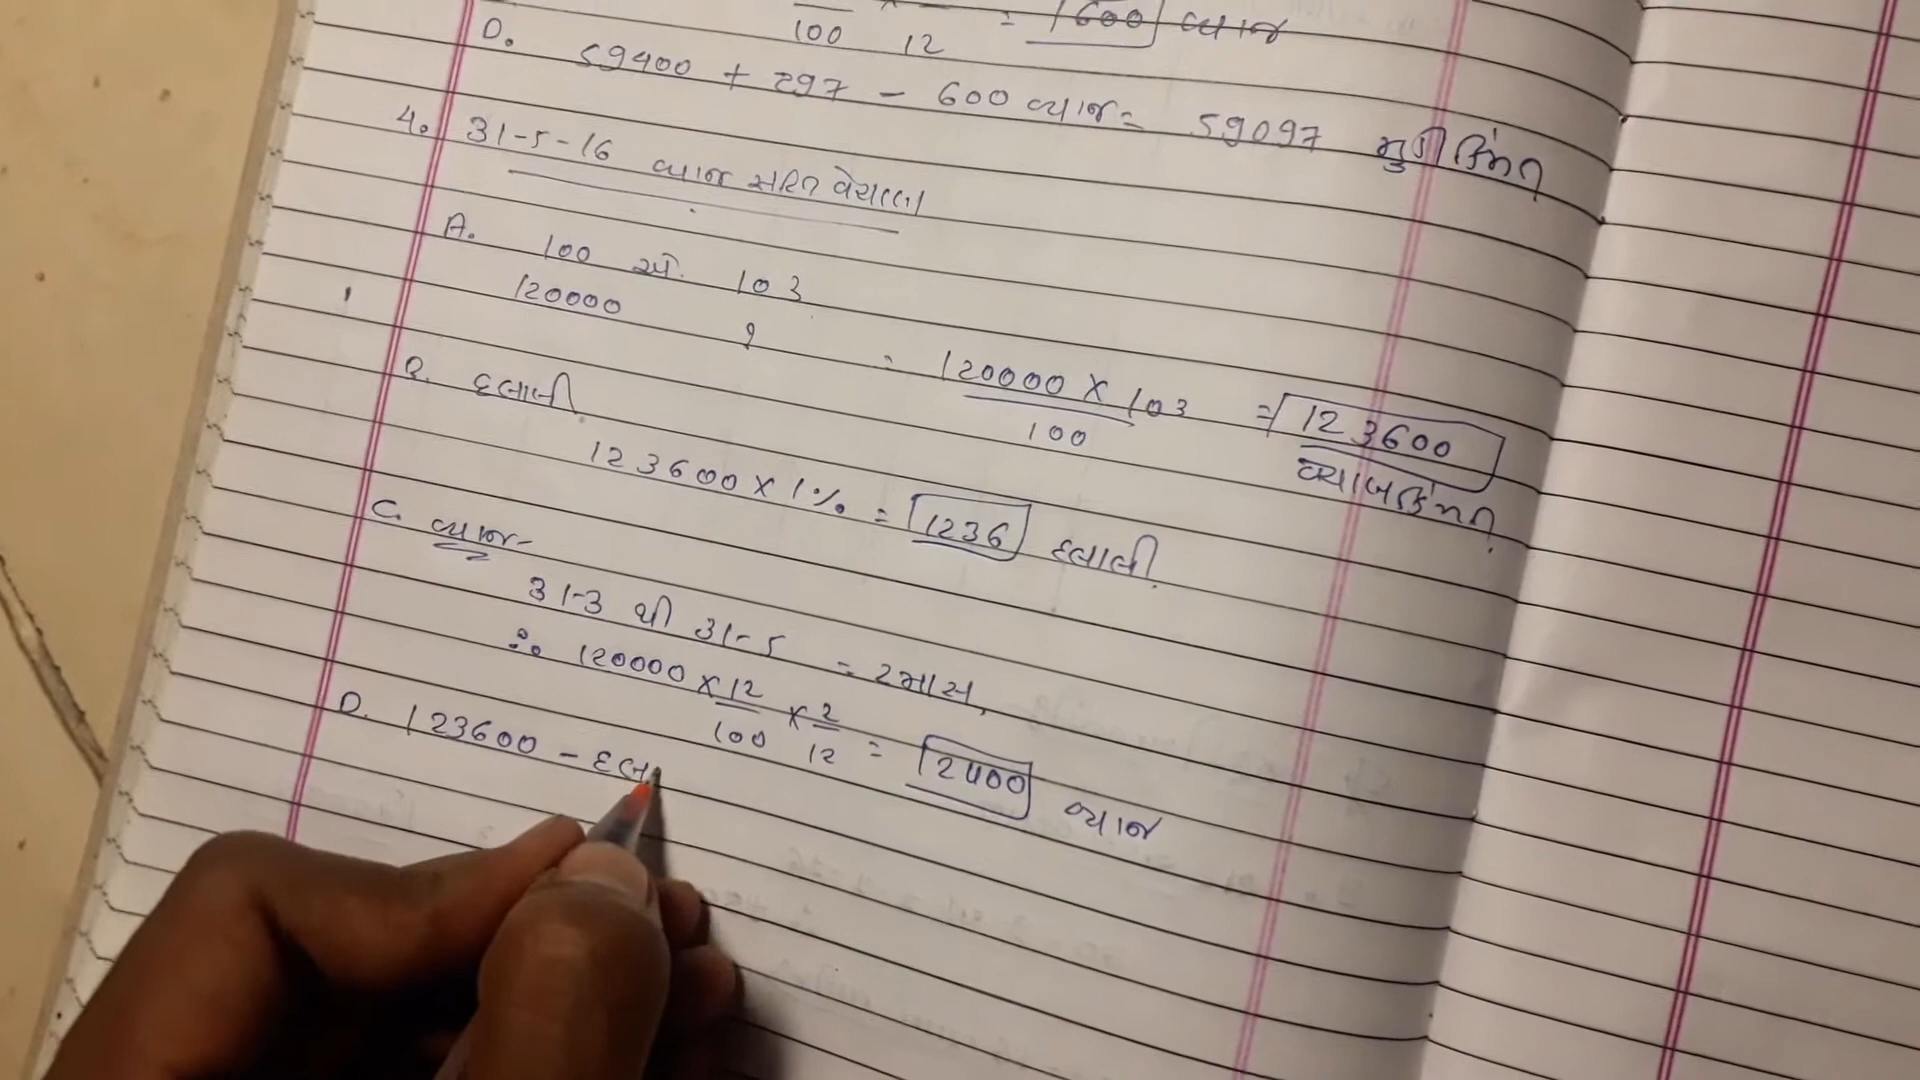 100 12 = 1600 વ્યાજ
D. 59400 + 297 - 600 વ્યાજ = 59097 મુડી કિંમત
4. 31-5-16 વ્યાજ સહિત વેચાણ
A. 100 એ. 103
120000 ?
= 120000 X 103 / 100 = 123600
વેચાણ કિંમત
B. દલાલી
123600 X 1% = 1236 દલાલી.
C. વ્યાજ-
31-3 થી 31-5 = 2 માસ.
∴ 120000 X 12/100 X 2/12 = 2400 વ્યાજ
D. 123600 - દલા